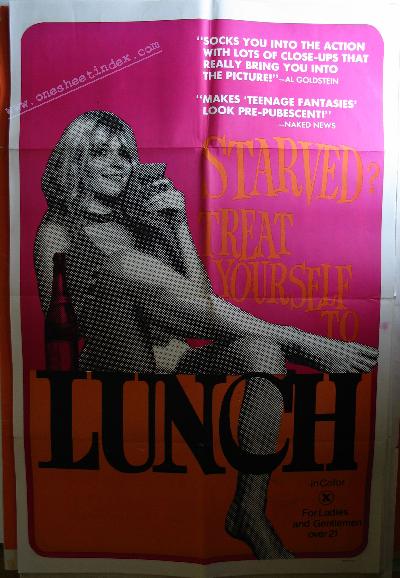 "SOCKS YOU INTO THE ACTION
WITH LOTS OF CLOSE-UPS THAT
REALLY BRING YOU INTO
THE PICTURE!"—AL GOLDSTEIN
www.onesheetindex.com
"MAKES 'TEENAGE FANTASIES'
LOOK PRE-PUBESCENT!"
—NAKED NEWS
STARVED?
TREAT
YOURSELF
TO
LUNCH
in Color
X
For Ladies
and Gentlemen
over 21